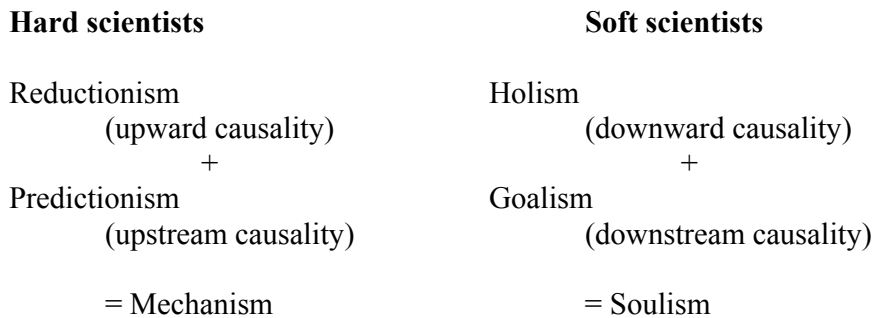 Hard scientists Soft scientists
Reductionism Holism
(upward causality) (downward causality)
+ +
Predictionism Goalism
(upstream causality) (downstream causality)
= Mechanism = Soulism